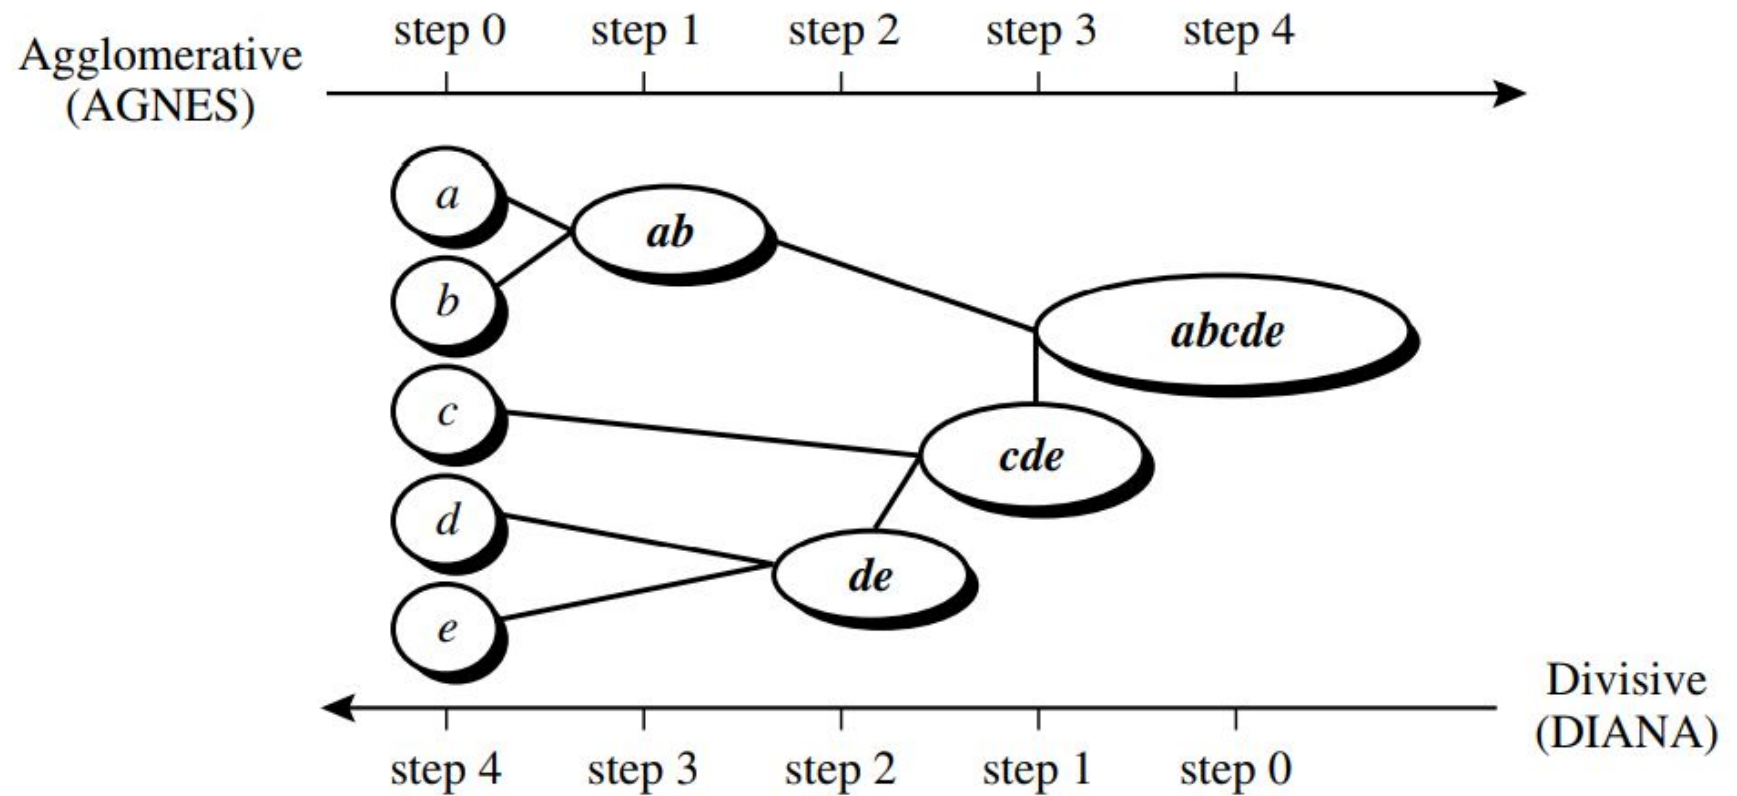 step 0 step 1 step 2 step 3 step 4
Agglomerative
(AGNES)
a
ab
b
abcde
c
cde
d
de
e
Divisive
(DIANA)
step 4 step 3 step 2 step 1 step 0